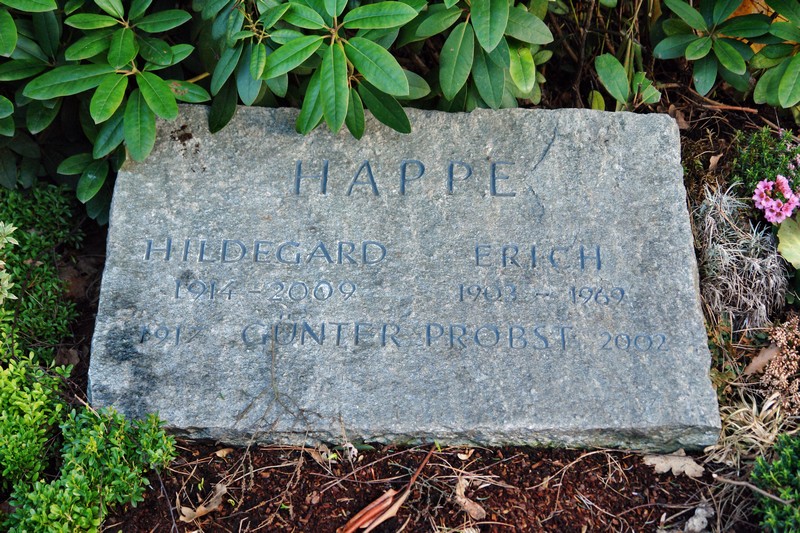 HAPPE
HILDEGARD ERICH
1914 - 2009 1903 - 1969
GÜNTER PROBST 2002